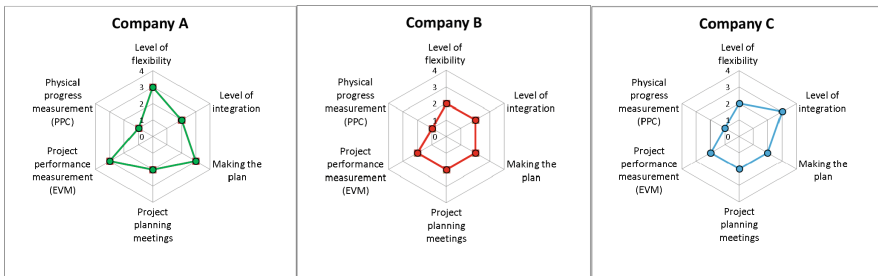 Company A
Level of
flexibility
4
3
2
1
0
Level of
integration
Making the
plan
Project
planning
meetings
Project
performance
measurement
(EVM)
Physical
progress
measurement
(PPC)
Company B
Level of
flexibility
4
3
2
1
0
Level of
integration
Making the
plan
Project
planning
meetings
Project
performance
measurement
(EVM)
Physical
progress
measurement
(PPC)
Company C
Level of
flexibility
4
3
2
1
0
Level of
integration
Making the
plan
Project
planning
meetings
Project
performance
measurement
(EVM)
Physical
progress
measurement
(PPC)